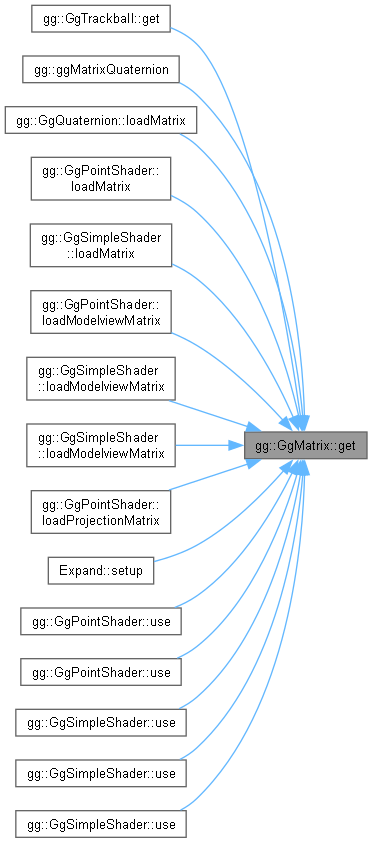 gg::GgTrackball::get
gg::ggMatrixQuaternion
gg::GgQuaternion::loadMatrix
gg::GgPointShader::
loadMatrix
gg::GgSimpleShader
::loadMatrix
gg::GgPointShader::
loadModelviewMatrix
gg::GgSimpleShader
::loadModelviewMatrix
gg::GgSimpleShader
::loadModelviewMatrix
gg::GgMatrix::get
gg::GgPointShader::
loadProjectionMatrix
Expand::setup
gg::GgPointShader::use
gg::GgPointShader::use
gg::GgSimpleShader::use
gg::GgSimpleShader::use
gg::GgSimpleShader::use